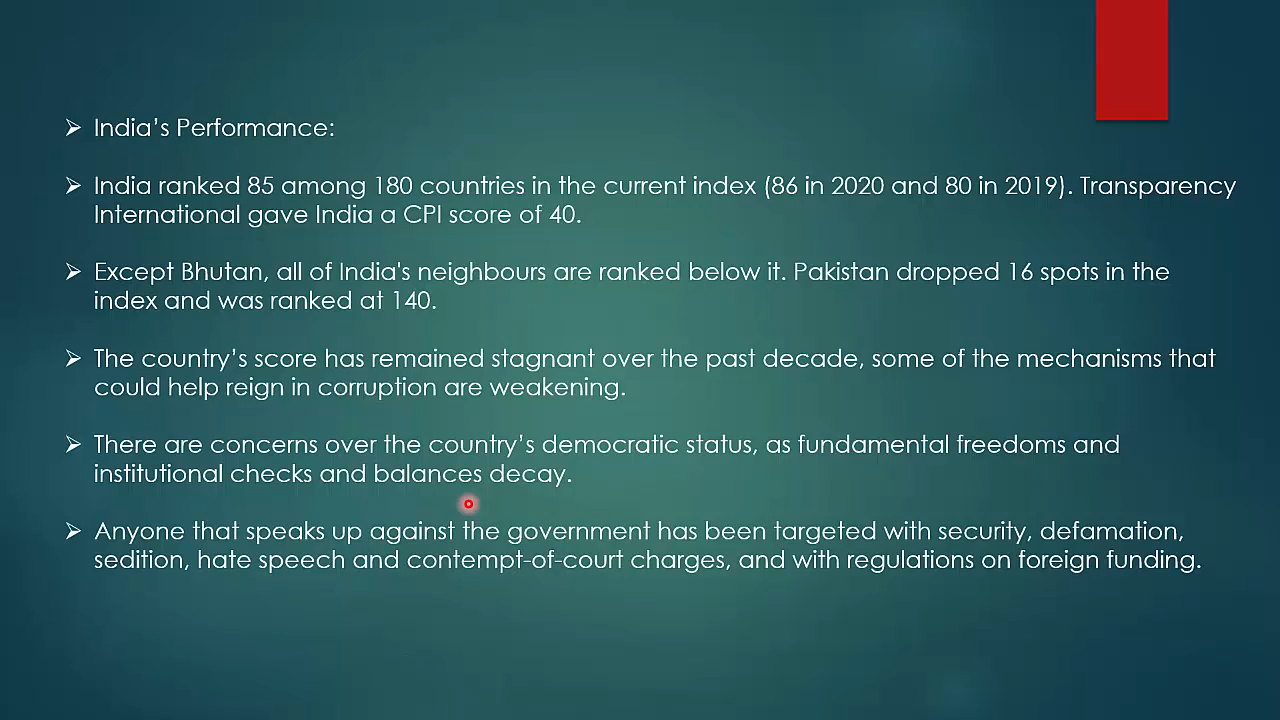 India’s Performance:
India ranked 85 among 180 countries in the current index (86 in 2020 and 80 in 2019). Transparency
International gave India a CPI score of 40.
Except Bhutan, all of India's neighbours are ranked below it. Pakistan dropped 16 spots in the
index and was ranked at 140.
The country’s score has remained stagnant over the past decade, some of the mechanisms that
could help reign in corruption are weakening.
There are concerns over the country’s democratic status, as fundamental freedoms and
institutional checks and balances decay.
Anyone that speaks up against the government has been targeted with security, defamation,
sedition, hate speech and contempt-of-court charges, and with regulations on foreign funding.